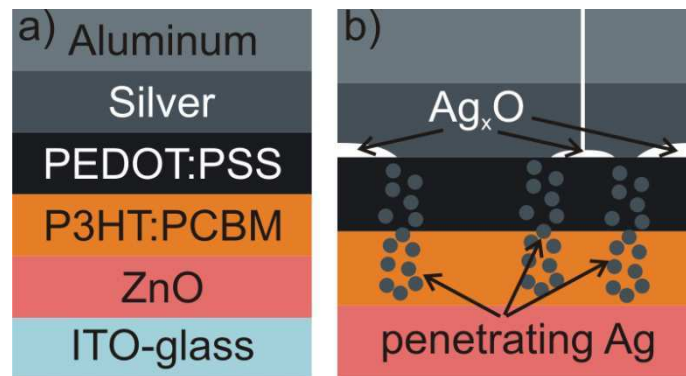 a)
Aluminum
Silver
PEDOT:PSS
P3HT:PCBM
ZnO
ITO-glass
b)
AgₓO
penetrating Ag